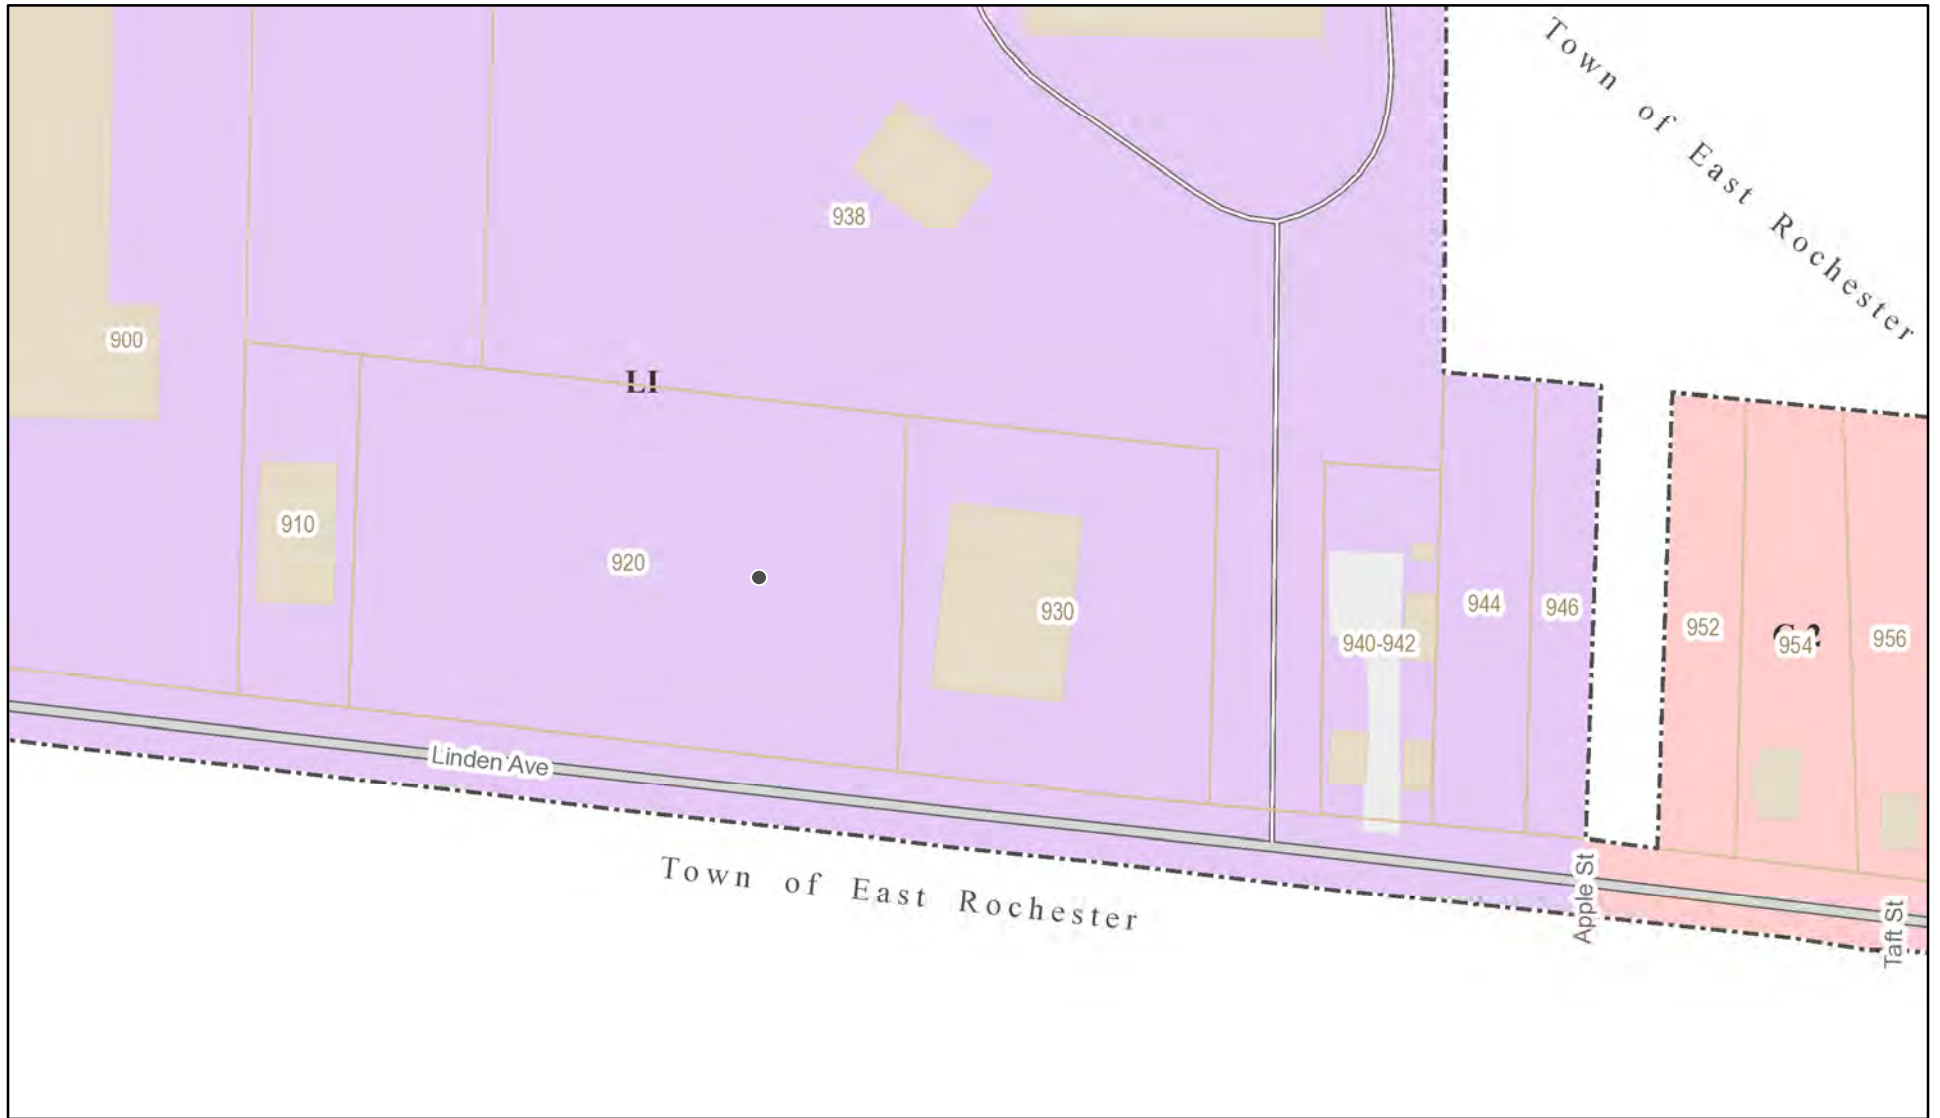 Town of East Rochester
938
900
LI
910
920
930
940-942
944
946
952
954
956
Linden Ave
Town of East Rochester
Apple St
Taft St